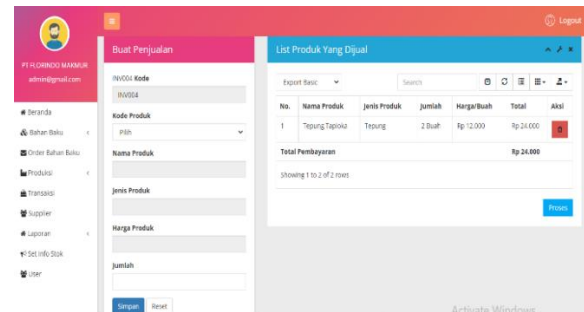 Logout
PT FLORINDO MAKMUR
admin@gmail.com
Beranda
Bahan Baku
Order Bahan Baku
Produksi
Transaksi
Supplier
Laporan
Set Info Stok
User
Buat Penjualan
INV004 Kode
INV004
Kode Produk
Pilih
Nama Produk
Jenis Produk
Harga Produk
Jumlah
Simpan Reset
List Produk Yang Dijual
Export Basic Search
No. Nama Produk Jenis Produk Jumlah Harga/Buah Total Aksi
1 Tepung Tapioka Tepung 2 Buah Rp 12.000 Rp 24.000
Total Pembayaran Rp 24.000
Showing 1 to 2 of 2 rows
Proses
Activate Windows